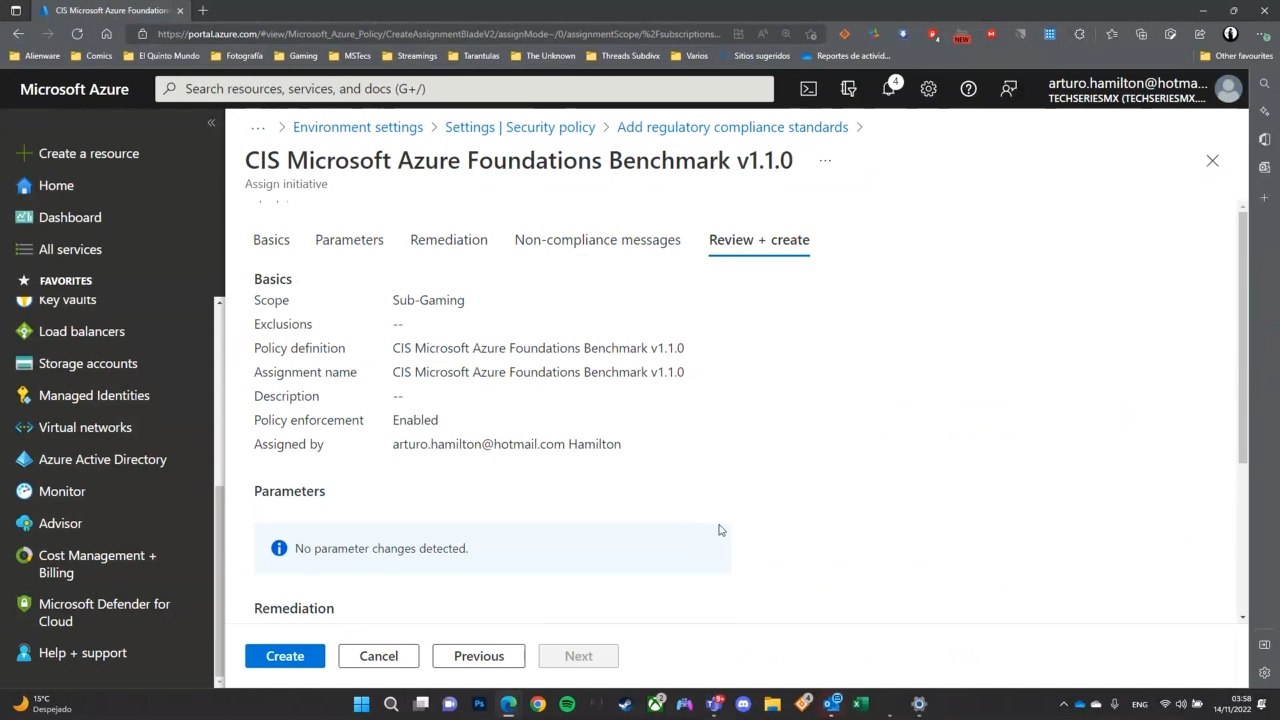 CIS Microsoft Azure Foundation
https://portal.azure.com/#view/Microsoft_Azure_Policy/CreateAssignmentBladeV2/assignMode~/0/assignmentScope/%2Fsubscriptions...
4
NEW
Alienware
Comics
El Quinto Mundo
Fotografía
Gaming
MSTecs
Streamings
Tarantulas
The Unknown
Threads Subdivx
Varios
Sitios sugeridos
Reportes de activid...
Other favourites
Microsoft Azure
Search resources, services, and docs (G+/)
4
arturo.hamilton@hotma...
TECHSERIESMX (TECHSERIESMX....
Create a resource
Home
Dashboard
All services
FAVORITES
Key vaults
Load balancers
Storage accounts
Managed Identities
Virtual networks
Azure Active Directory
Monitor
Advisor
Cost Management +
Billing
Microsoft Defender for
Cloud
Help + support
... > Environment settings > Settings | Security policy > Add regulatory compliance standards >
CIS Microsoft Azure Foundations Benchmark v1.1.0 ...
Assign initiative
Basics
Parameters
Remediation
Non-compliance messages
Review + create
Basics
Scope Sub-Gaming
Exclusions --
Policy definition CIS Microsoft Azure Foundations Benchmark v1.1.0
Assignment name CIS Microsoft Azure Foundations Benchmark v1.1.0
Description --
Policy enforcement Enabled
Assigned by arturo.hamilton@hotmail.com Hamilton
Parameters
No parameter changes detected.
Remediation
Create
Cancel
Previous
Next
15°C
Despejado
ENG
03:58
14/11/2022